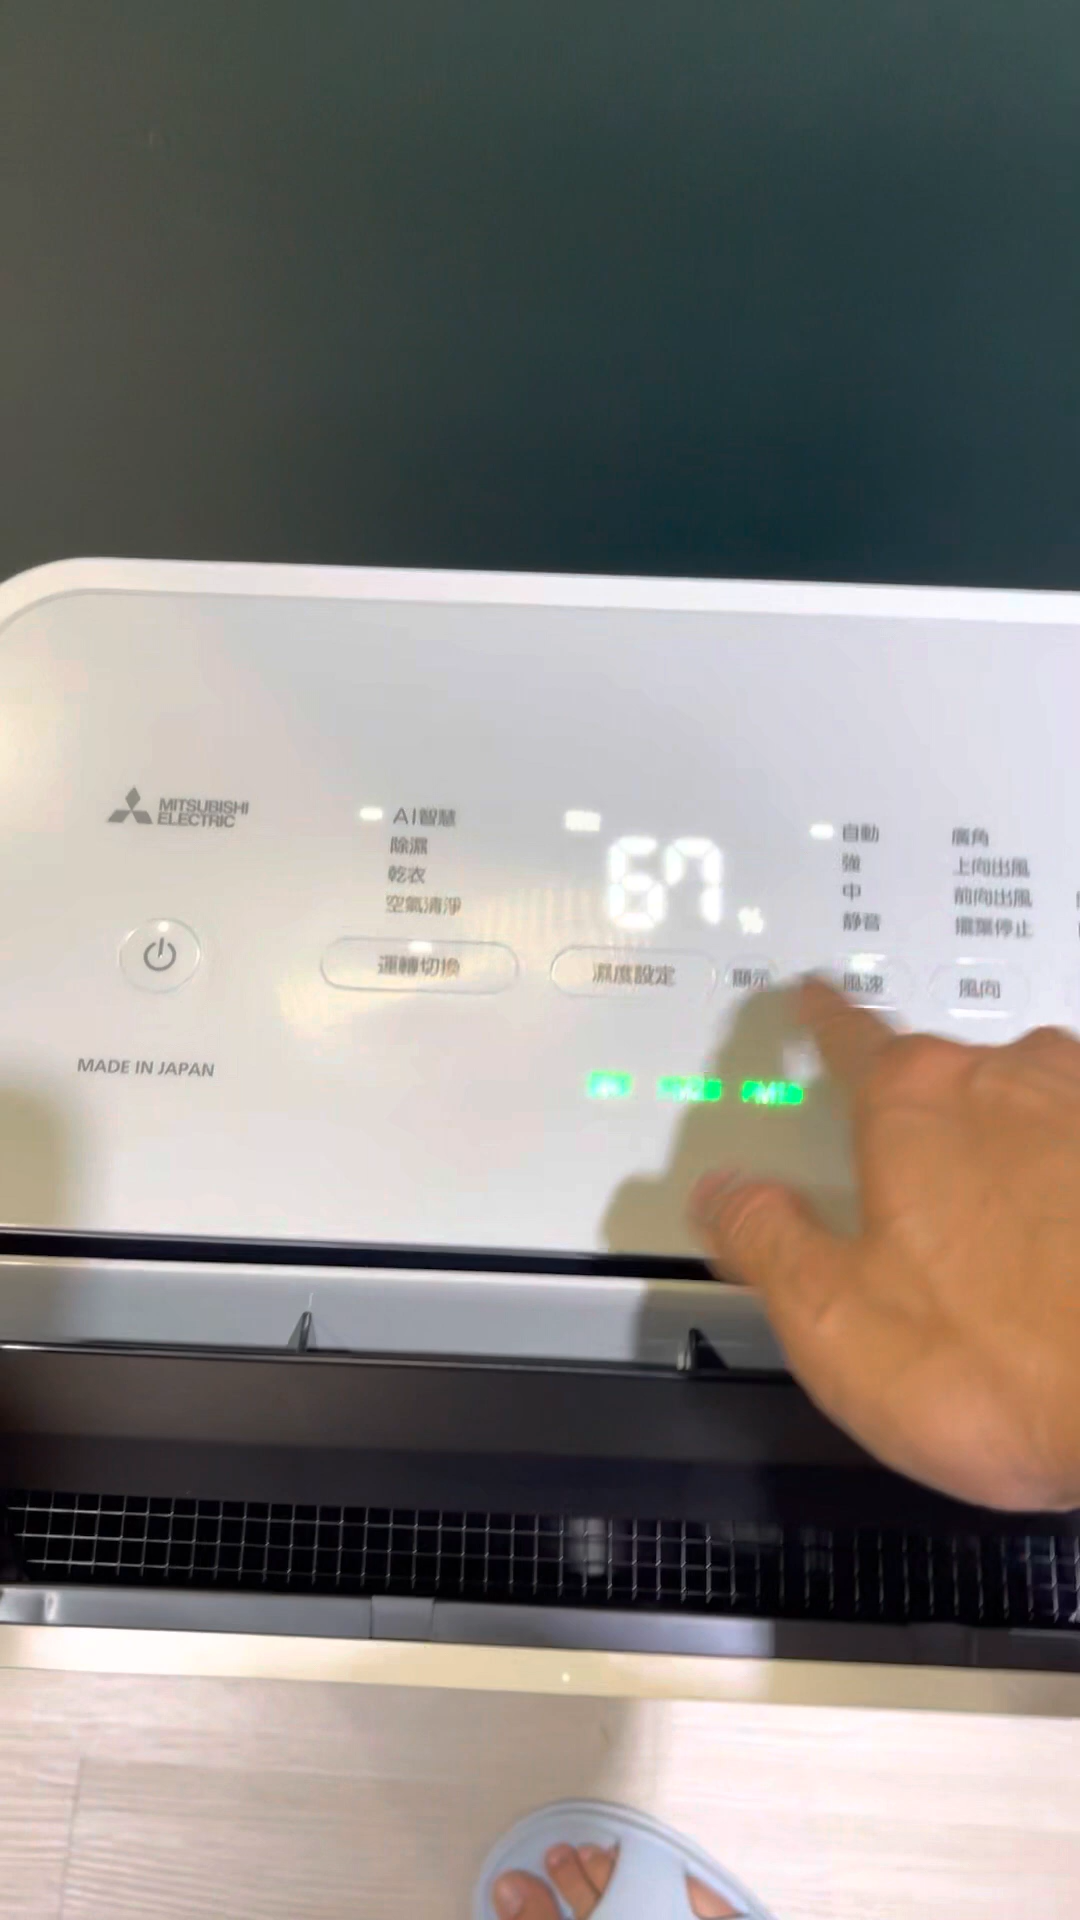 MITSUBISHI
ELECTRIC
AI智慧
除濕
乾衣
空氣清淨
67
%
自動
強
中
靜音
廣角
上向出風
前向出風
擺葉停止
運轉切換
濕度設定
顯示
風速
風向
MADE IN JAPAN